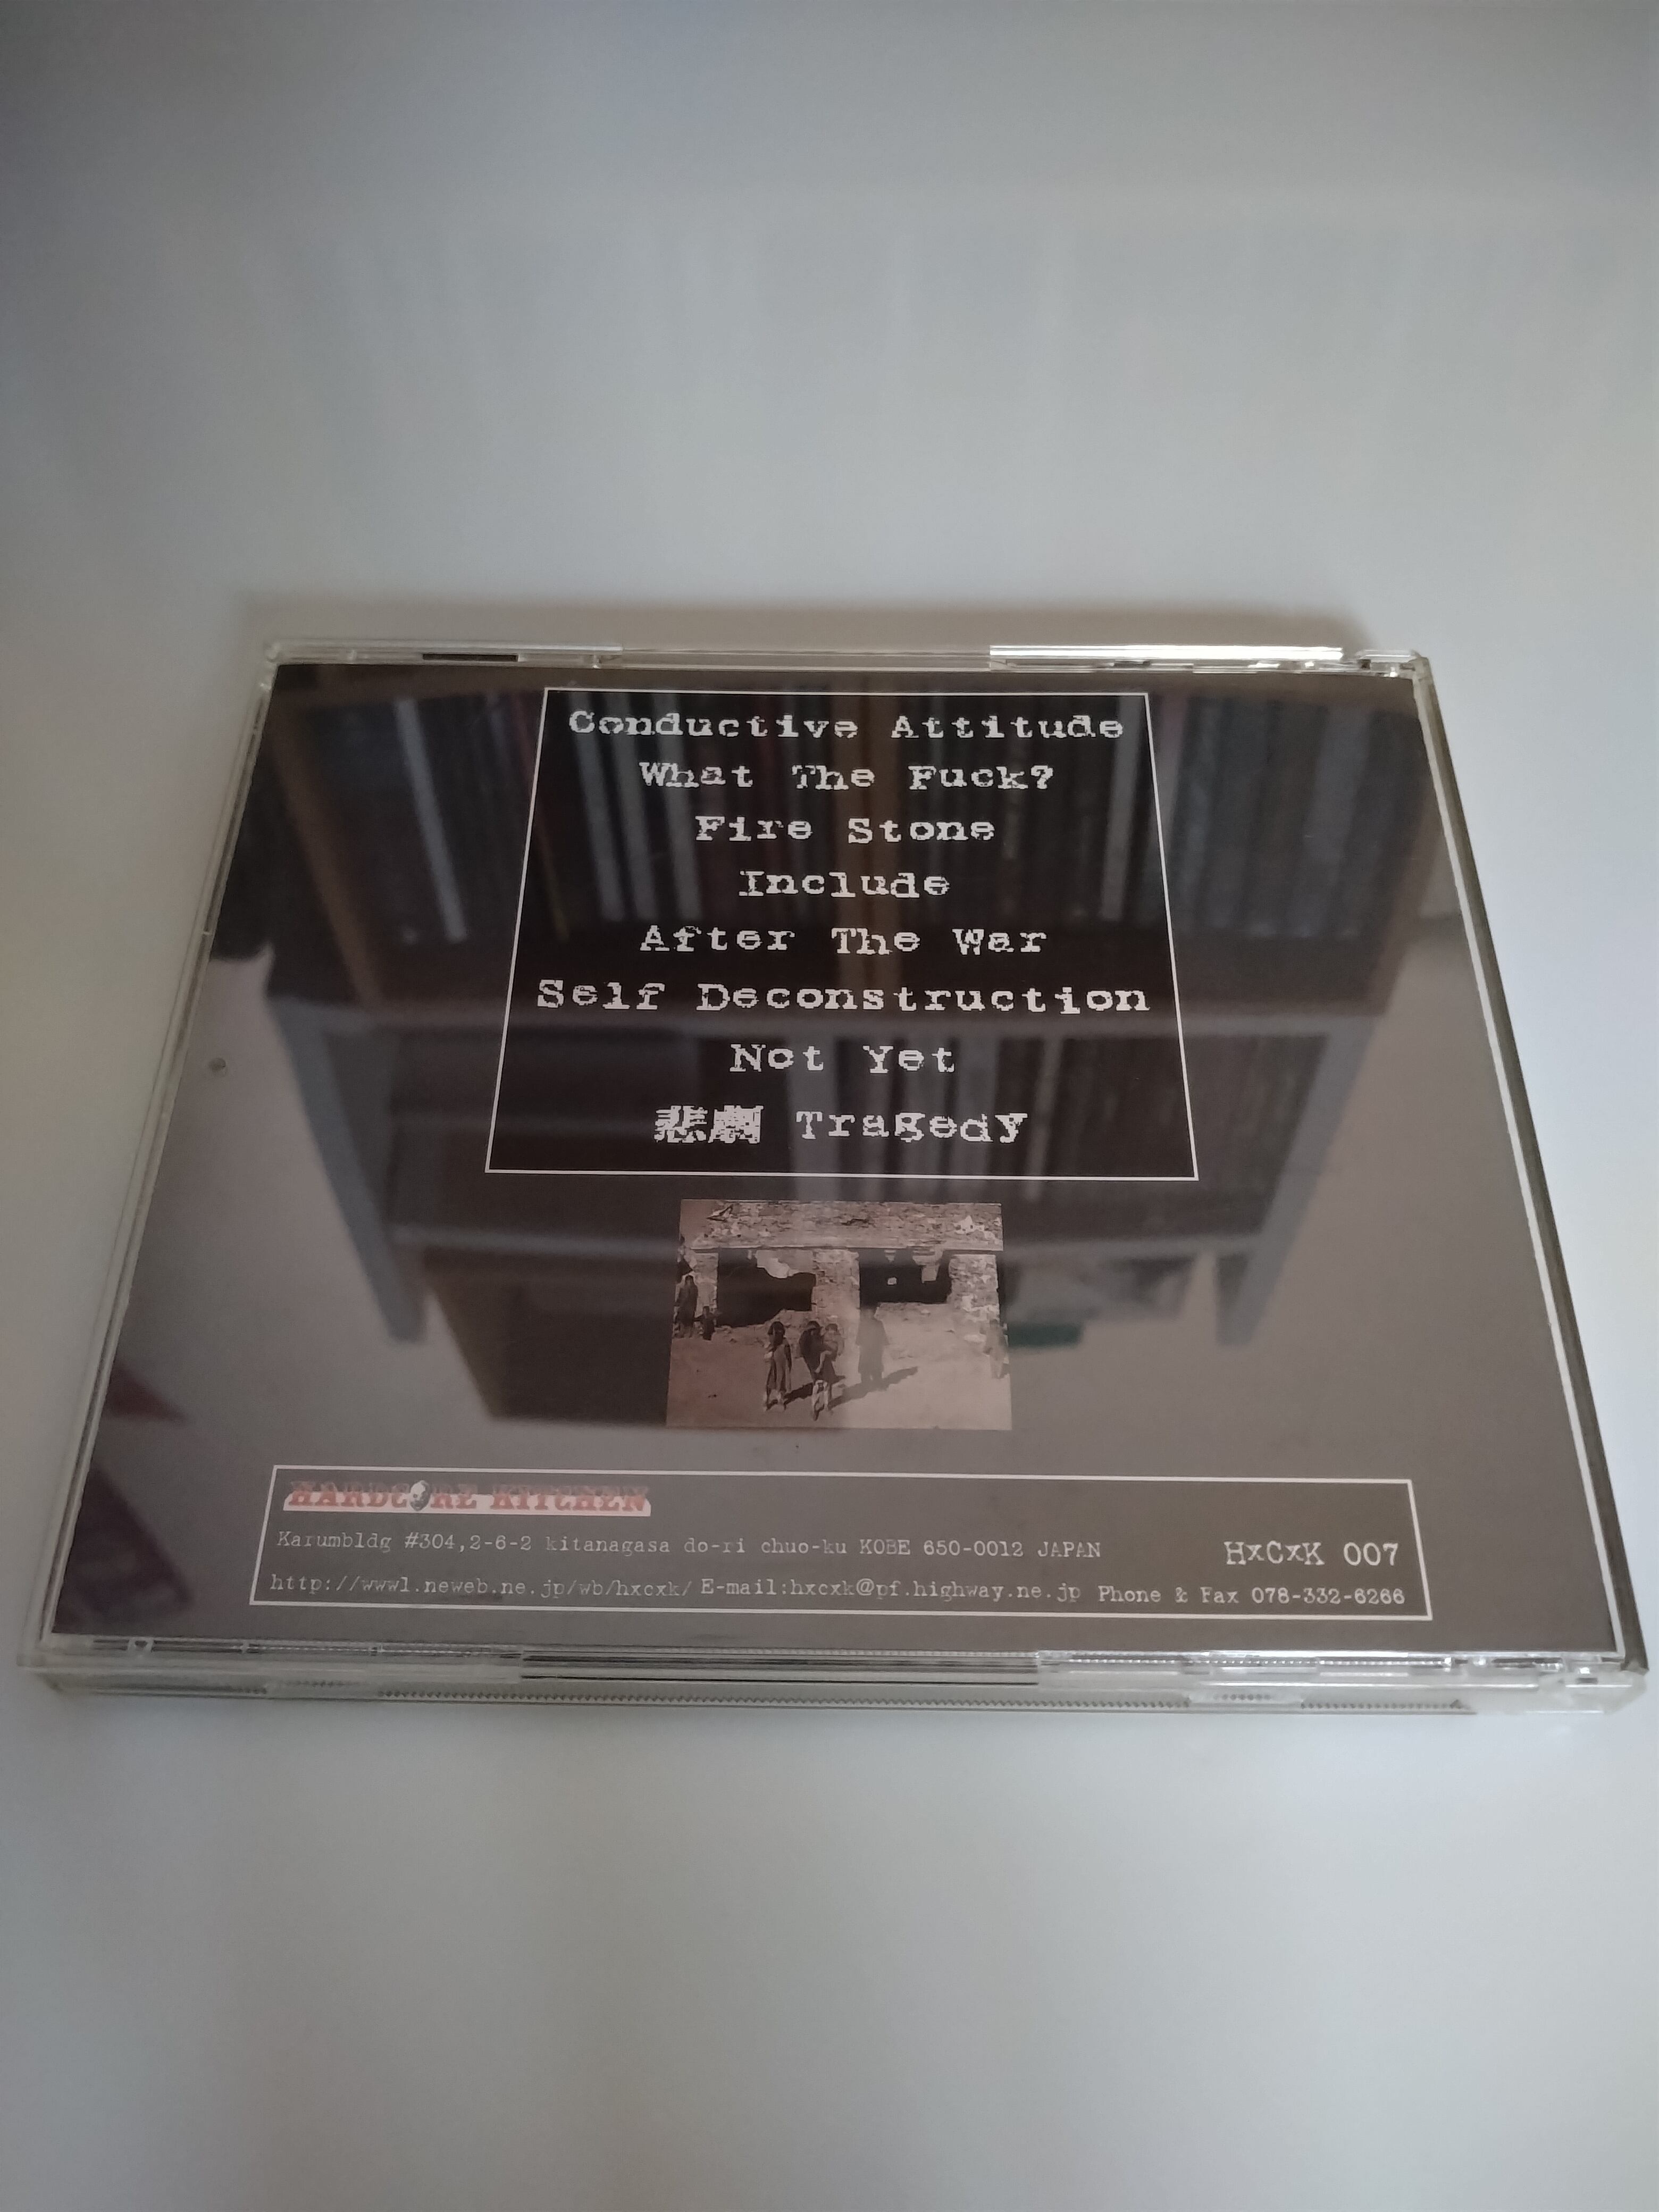 Conductive Attitude
What The Fuck?
Fire Stone
Include
After The War
Self Deconstruction
Not Yet
悲劇 Tragedy
HARDCORE KITCHEN
Karumbldg #304,2-6-2 kitanagasa do-ri chuo-ku KOBE 650-0012 JAPAN
HxCxK 007
http://www1.neweb.ne.jp/wb/hxcxk/ E-mail:hxcxk@pf.highway.ne.jp Phone & Fax 078-332-6266